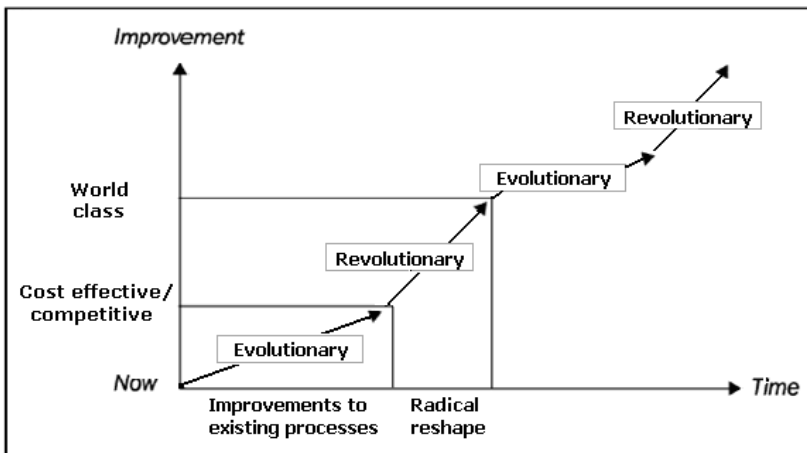 Improvement
Revolutionary
World
class
Evolutionary
Revolutionary
Cost effective/
competitive
Evolutionary
Now
Time
Improvements to
existing processes
Radical
reshape